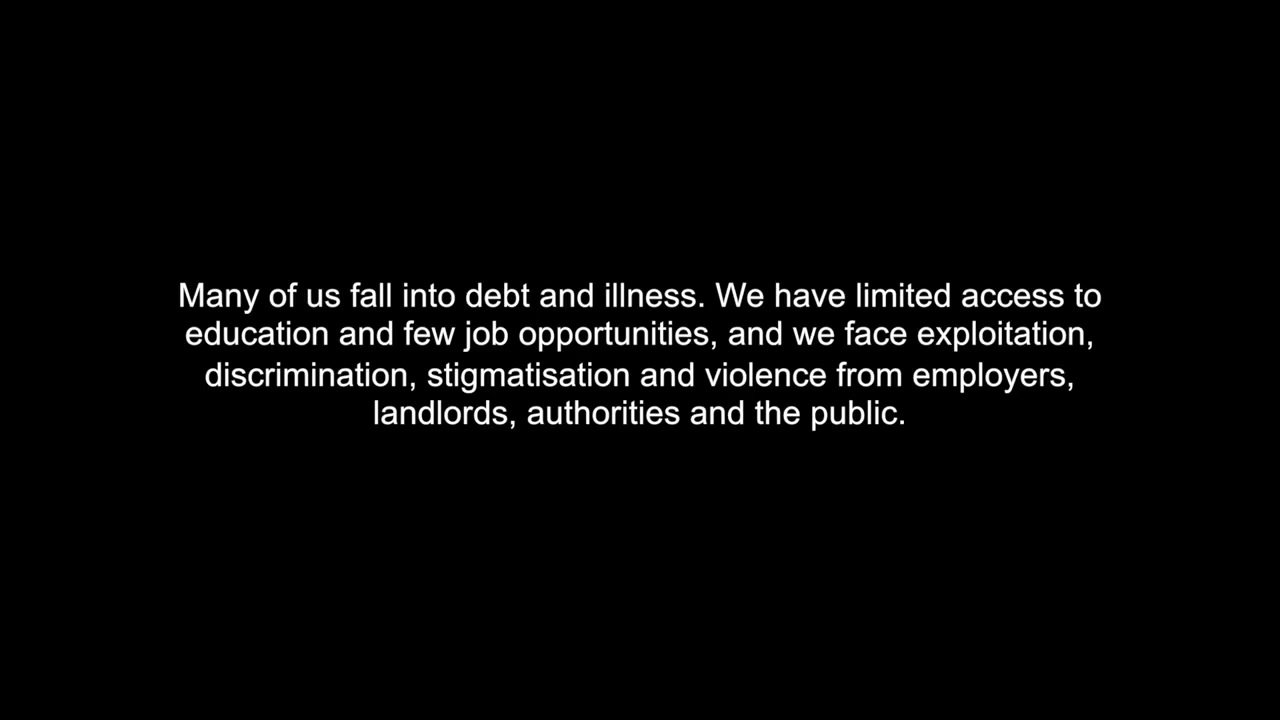 Many of us fall into debt and illness. We have limited access to
education and few job opportunities, and we face exploitation,
discrimination, stigmatisation and violence from employers,
landlords, authorities and the public.